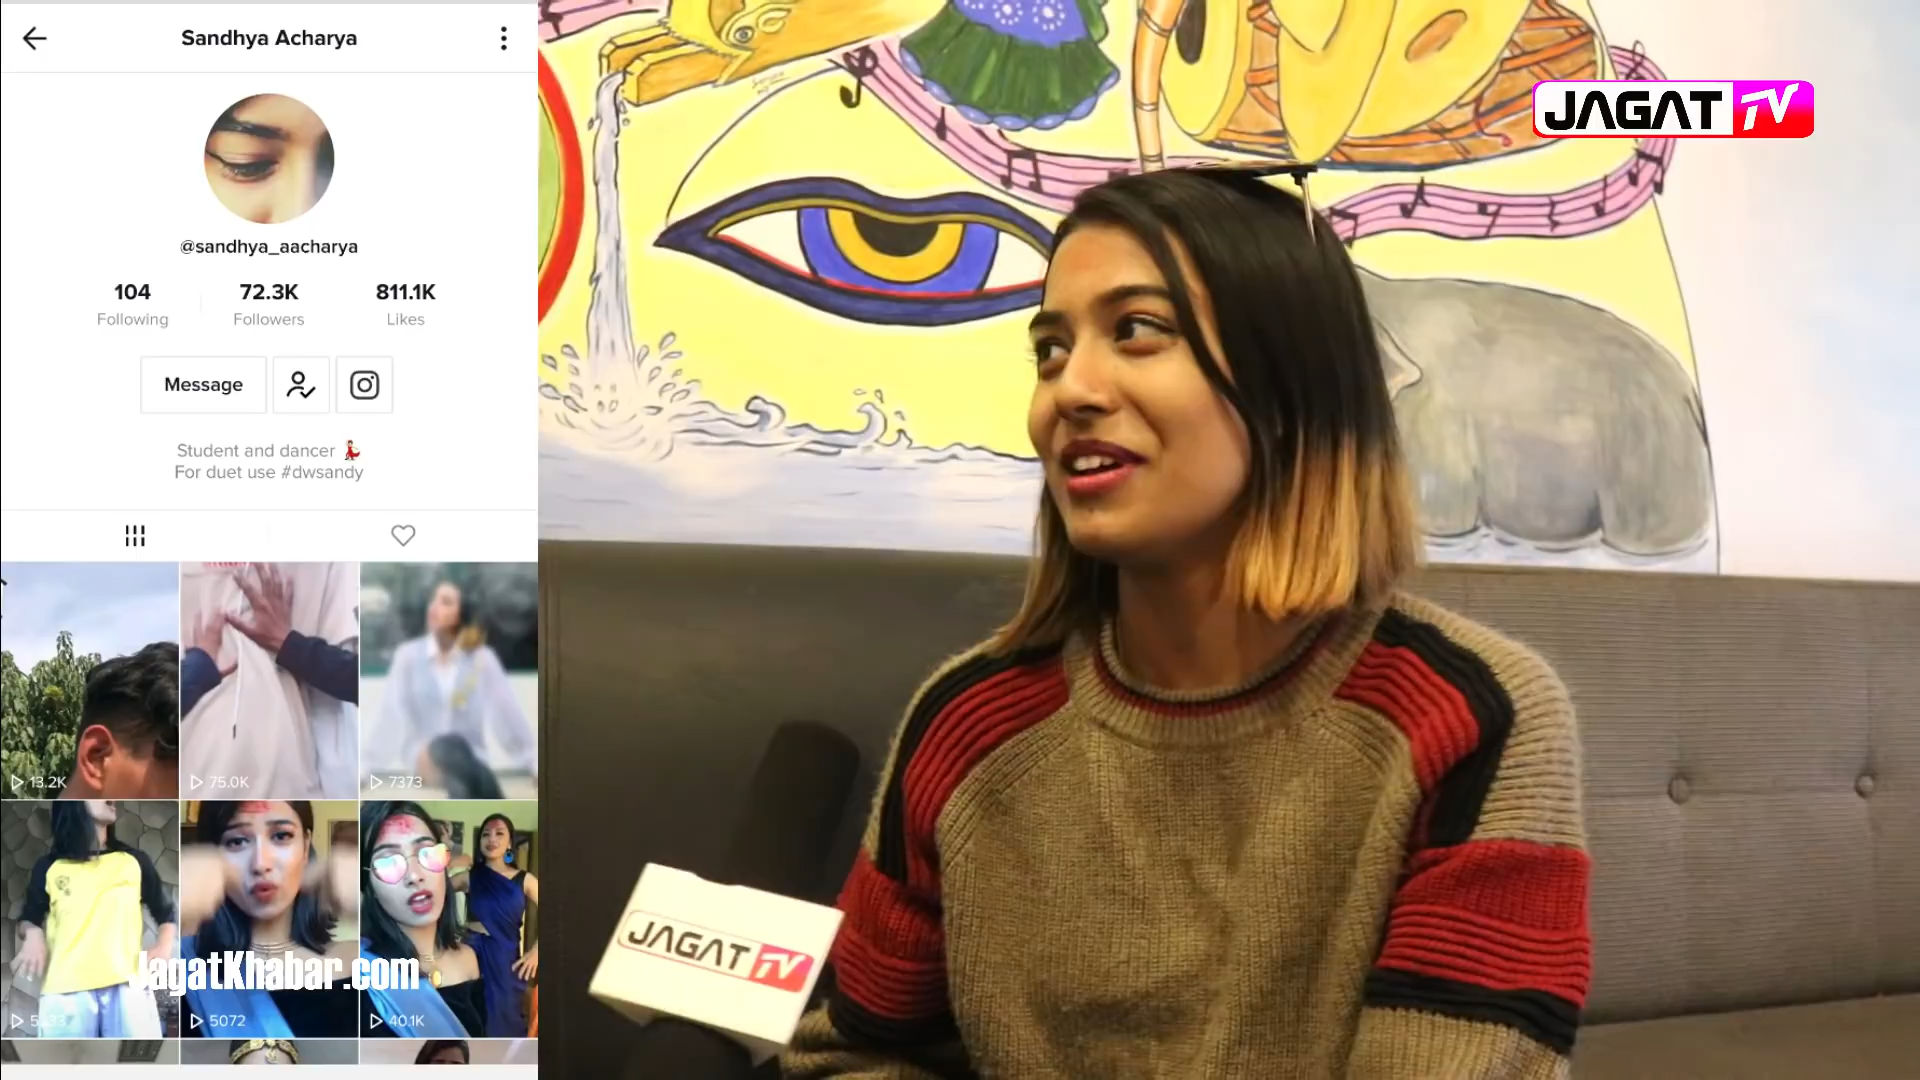 Sandhya Acharya
@sandhya_aacharya
104 72.3K 811.1K
Following Followers Likes
Message
Student and dancer
For duet use #dwsandy
13.2K 75.0K 7373
JagatKhabar.com
5072 40.1K
JAGAT TV
JAGAT TV